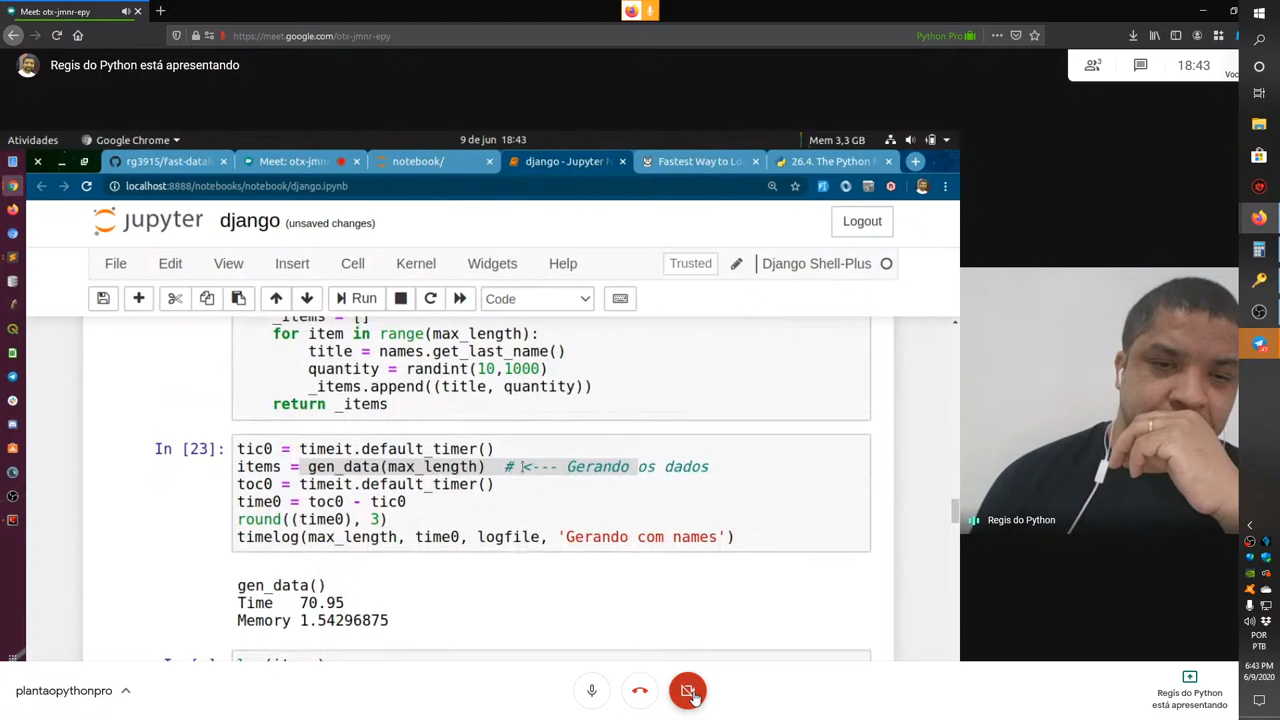 Meet: otx-jmnr-epy
https://meet.google.com/otx-jmnr-epy
Python Pro
Regis do Python está apresentando
3
18:43
Voc
Atividades
Google Chrome
9 de jun 18:43
Mem 3,3 GB
rg3915/fast-datab
Meet: otx-jmnr
notebook/
django - Jupyter N
Fastest Way to Lo
26.4. The Python P
localhost:8888/notebooks/notebook/django.ipynb
jupyter django (unsaved changes)
Logout
File Edit View Insert Cell Kernel Widgets Help
Trusted
Django Shell-Plus
Run
Code
_items = []
for item in range(max_length):
title = names.get_last_name()
quantity = randint(10,1000)
_items.append((title, quantity))
return _items
In [23]:
tic0 = timeit.default_timer()
items = gen_data(max_length) # <--- Gerando os dados
toc0 = timeit.default_timer()
time0 = toc0 - tic0
round((time0), 3)
timelog(max_length, time0, logfile, 'Gerando com names')
gen_data()
Time 70.95
Memory 1.54296875
Regis do Python
plantaopythonpro
Regis do Python
está apresentando
POR
PTB
6:43 PM
6/9/2020